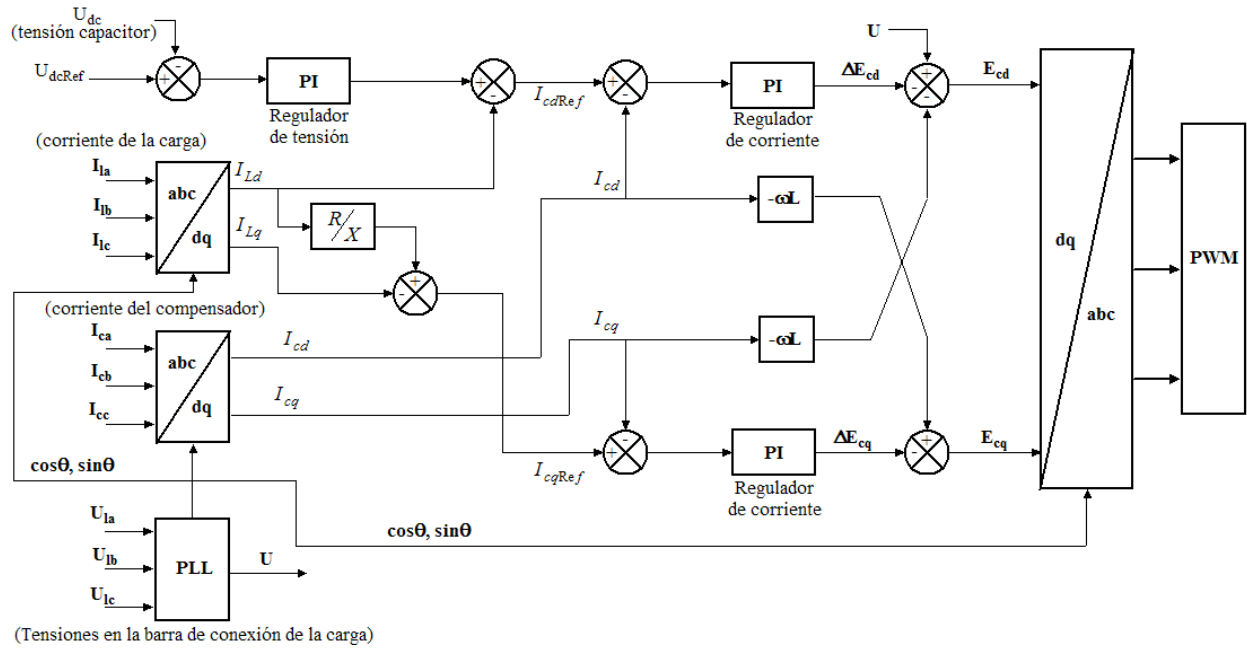 U_dc
(tensión capacitor)
U_dcRef
+
-
PI
Regulador
de tensión
+
-
I_cdRef
+
-
PI
Regulador
de corriente
ΔE_cd
U
+
-
-
E_cd
(corriente de la carga)
I_la
I_lb
I_lc
abc
dq
I_Ld
I_Lq
R/X
+
-
I_cd
-ωL
(corriente del compensador)
I_ca
I_cb
I_cc
abc
dq
I_cd
I_cq
I_cq
-ωL
dq
abc
PWM
-
+
I_cqRef
PI
Regulador
de corriente
ΔE_cq
+
-
E_cq
cosθ, sinθ
cosθ, sinθ
U_la
U_lb
U_lc
PLL
U
(Tensiones en la barra de conexión de la carga)